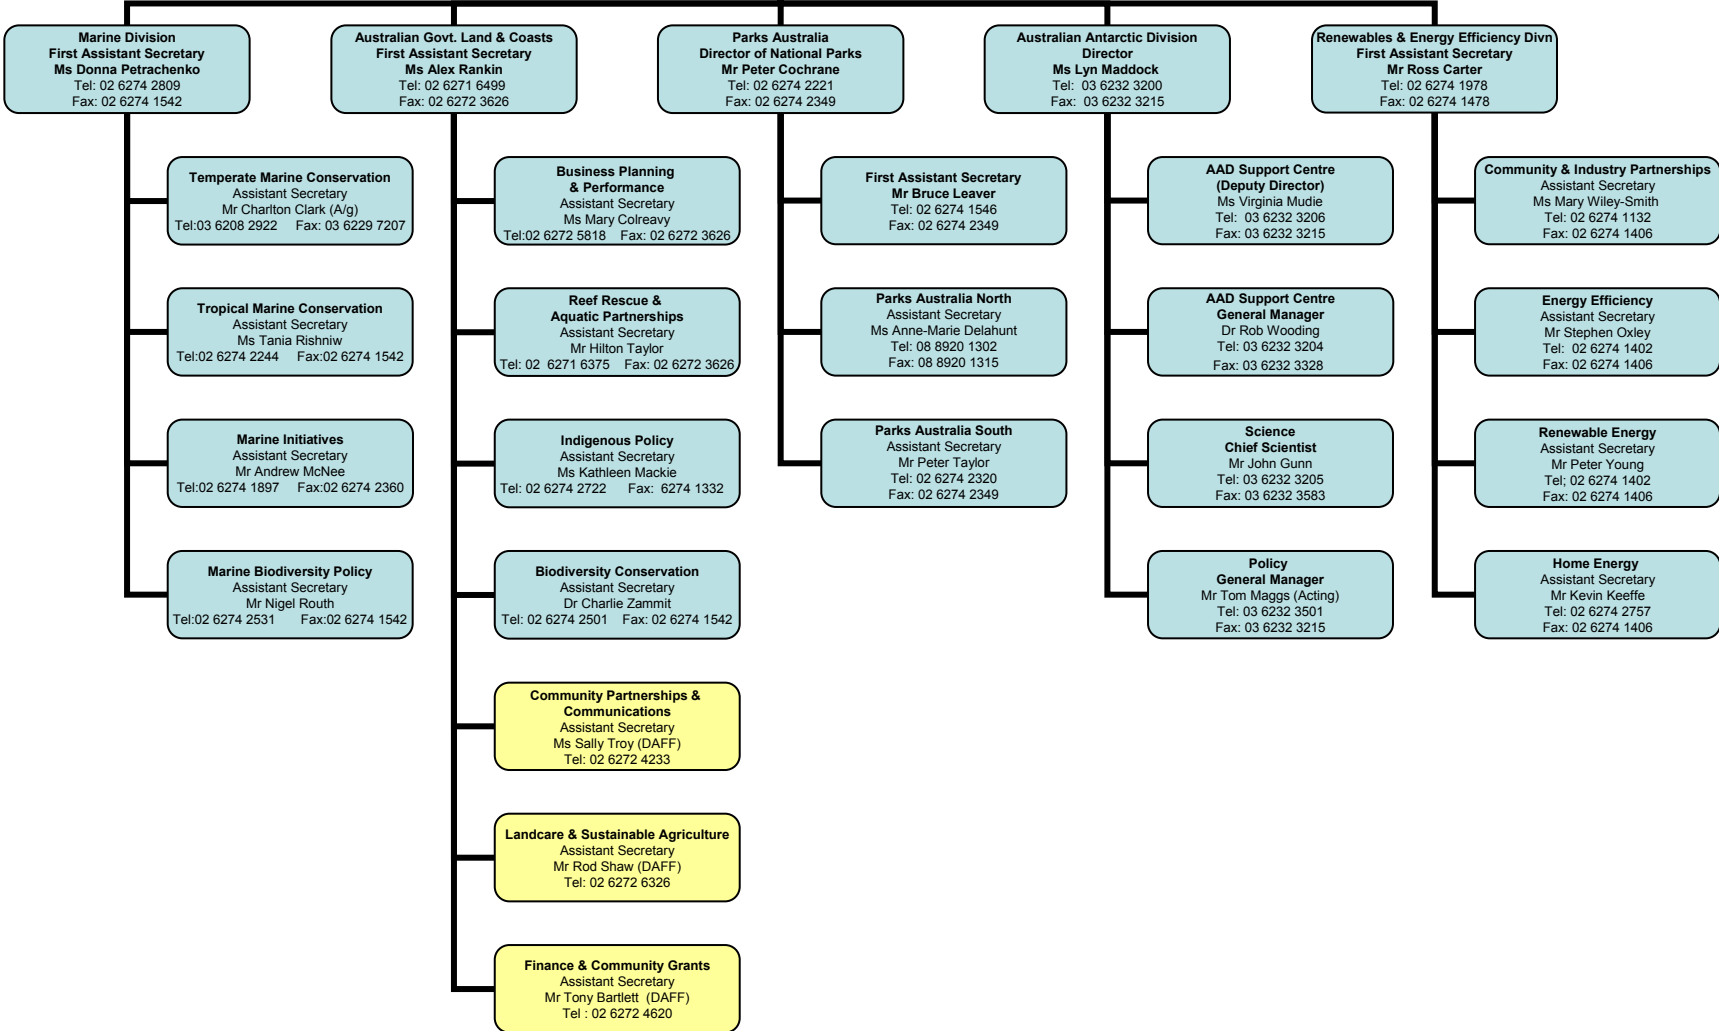 Marine Division
First Assistant Secretary
Ms Donna Petrachenko
Tel: 02 6274 2809
Fax: 02 6274 1542
Temperate Marine Conservation
Assistant Secretary
Mr Charlton Clark (A/g)
Tel:03 6208 2922 Fax: 03 6229 7207
Tropical Marine Conservation
Assistant Secretary
Ms Tania Rishniw
Tel:02 6274 2244 Fax:02 6274 1542
Marine Initiatives
Assistant Secretary
Mr Andrew McNee
Tel:02 6274 1897 Fax:02 6274 2360
Marine Biodiversity Policy
Assistant Secretary
Mr Nigel Routh
Tel:02 6274 2531 Fax:02 6274 1542
Australian Govt. Land & Coasts
First Assistant Secretary
Ms Alex Rankin
Tel: 02 6271 6499
Fax: 02 6272 3626
Business Planning
& Performance
Assistant Secretary
Ms Mary Colreavy
Tel:02 6272 5818 Fax: 02 6272 3626
Reef Rescue &
Aquatic Partnerships
Assistant Secretary
Mr Hilton Taylor
Tel: 02 6271 6375 Fax: 02 6272 3626
Indigenous Policy
Assistant Secretary
Ms Kathleen Mackie
Tel: 02 6274 2722 Fax: 6274 1332
Biodiversity Conservation
Assistant Secretary
Dr Charlie Zammit
Tel: 02 6274 2501 Fax: 02 6274 1542
Community Partnerships &
Communications
Assistant Secretary
Ms Sally Troy (DAFF)
Tel: 02 6272 4233
Landcare & Sustainable Agriculture
Assistant Secretary
Mr Rod Shaw (DAFF)
Tel: 02 6272 6326
Finance & Community Grants
Assistant Secretary
Mr Tony Bartlett (DAFF)
Tel : 02 6272 4620
Parks Australia
Director of National Parks
Mr Peter Cochrane
Tel: 02 6274 2221
Fax: 02 6274 2349
First Assistant Secretary
Mr Bruce Leaver
Tel: 02 6274 1546
Fax: 02 6274 2349
Parks Australia North
Assistant Secretary
Ms Anne-Marie Delahunt
Tel: 08 8920 1302
Fax: 08 8920 1315
Parks Australia South
Assistant Secretary
Mr Peter Taylor
Tel: 02 6274 2320
Fax: 02 6274 2349
Australian Antarctic Division
Director
Ms Lyn Maddock
Tel: 03 6232 3200
Fax: 03 6232 3215
AAD Support Centre
(Deputy Director)
Ms Virginia Mudie
Tel: 03 6232 3206
Fax: 03 6232 3215
AAD Support Centre
General Manager
Dr Rob Wooding
Tel: 03 6232 3204
Fax: 03 6232 3328
Science
Chief Scientist
Mr John Gunn
Tel: 03 6232 3205
Fax: 03 6232 3583
Policy
General Manager
Mr Tom Maggs (Acting)
Tel: 03 6232 3501
Fax: 03 6232 3215
Renewables & Energy Efficiency Divn
First Assistant Secretary
Mr Ross Carter
Tel: 02 6274 1978
Fax: 02 6274 1478
Community & Industry Partnerships
Assistant Secretary
Ms Mary Wiley-Smith
Tel: 02 6274 1132
Fax: 02 6274 1406
Energy Efficiency
Assistant Secretary
Mr Stephen Oxley
Tel: 02 6274 1402
Fax: 02 6274 1406
Renewable Energy
Assistant Secretary
Mr Peter Young
Tel; 02 6274 1402
Fax: 02 6274 1406
Home Energy
Assistant Secretary
Mr Kevin Keeffe
Tel: 02 6274 2757
Fax: 02 6274 1406